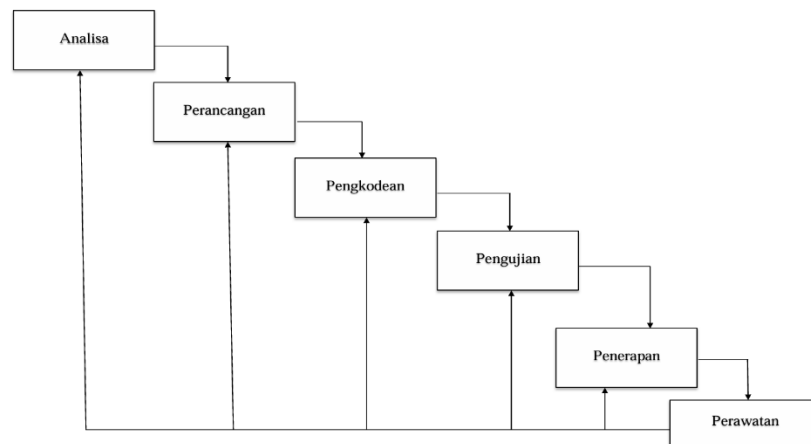 Analisa
Perancangan
Pengkodean
Pengujian
Penerapan
Perawatan